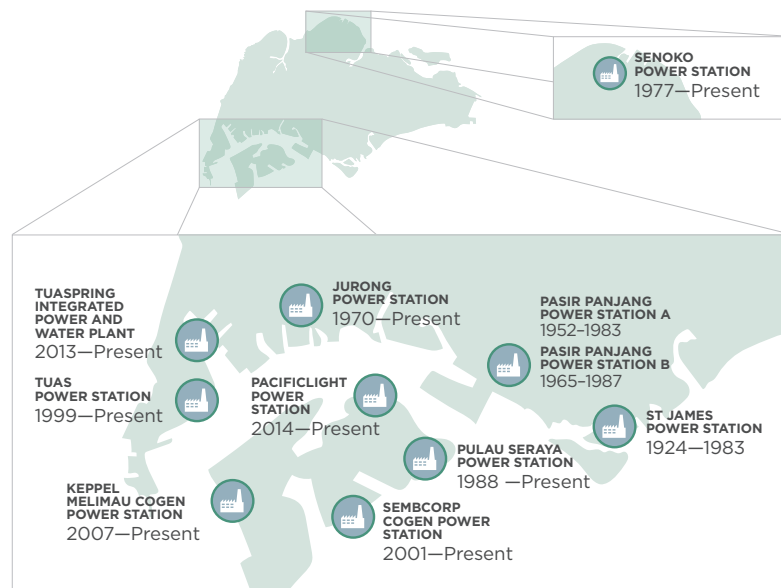 SENOKO
POWER STATION
1977—Present
TUASPRING
INTEGRATED
POWER AND
WATER PLANT
2013—Present
JURONG
POWER STATION
1970—Present
PASIR PANJANG
POWER STATION A
1952–1983
PASIR PANJANG
POWER STATION B
1965–1987
TUAS
POWER STATION
1999—Present
PACIFICLIGHT
POWER
STATION
2014—Present
ST JAMES
POWER STATION
1924—1983
PULAU SERAYA
POWER STATION
1988 —Present
KEPPEL
MELIMAU COGEN
POWER STATION
2007—Present
SEMBCORP
COGEN POWER
STATION
2001—Present